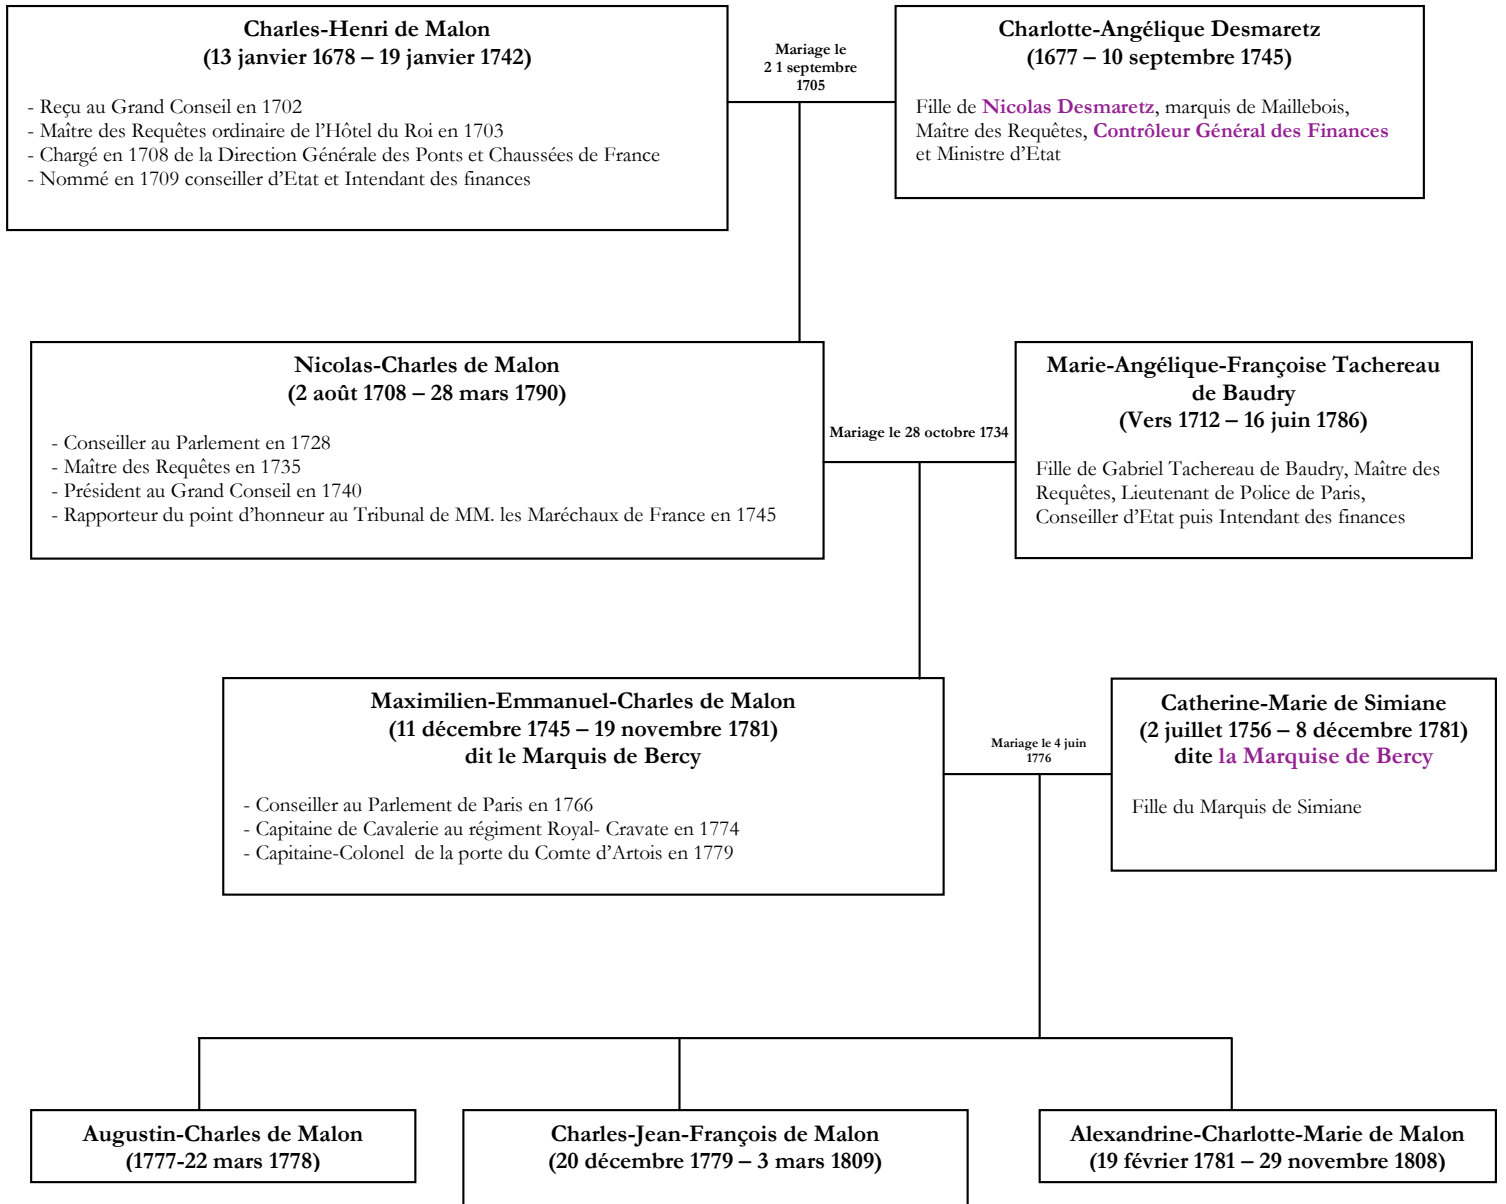 Charles-Henri de Malon
(13 janvier 1678 – 19 janvier 1742)
- Reçu au Grand Conseil en 1702
- Maître des Requêtes ordinaire de l’Hôtel du Roi en 1703
- Chargé en 1708 de la Direction Générale des Ponts et Chaussées de France
- Nommé en 1709 conseiller d’Etat et Intendant des finances
Mariage le
2 1 septembre
1705
Charlotte-Angélique Desmaretz
(1677 – 10 septembre 1745)
Fille de Nicolas Desmaretz, marquis de Maillebois,
Maître des Requêtes, Contrôleur Général des Finances
et Ministre d’Etat
Nicolas-Charles de Malon
(2 août 1708 – 28 mars 1790)
- Conseiller au Parlement en 1728
- Maître des Requêtes en 1735
- Président au Grand Conseil en 1740
- Rapporteur du point d’honneur au Tribunal de MM. les Maréchaux de France en 1745
Mariage le 28 octobre 1734
Marie-Angélique-Françoise Tachereau
de Baudry
(Vers 1712 – 16 juin 1786)
Fille de Gabriel Tachereau de Baudry, Maître des
Requêtes, Lieutenant de Police de Paris,
Conseiller d’Etat puis Intendant des finances
Maximilien-Emmanuel-Charles de Malon
(11 décembre 1745 – 19 novembre 1781)
dit le Marquis de Bercy
- Conseiller au Parlement de Paris en 1766
- Capitaine de Cavalerie au régiment Royal- Cravate en 1774
- Capitaine-Colonel  de la porte du Comte d’Artois en 1779
Mariage le 4 juin
1776
Catherine-Marie de Simiane
(2 juillet 1756 – 8 décembre 1781)
dite la Marquise de Bercy
Fille du Marquis de Simiane
Augustin-Charles de Malon
(1777-22 mars 1778)
Charles-Jean-François de Malon
(20 décembre 1779 – 3 mars 1809)
Alexandrine-Charlotte-Marie de Malon
(19 février 1781 – 29 novembre 1808)